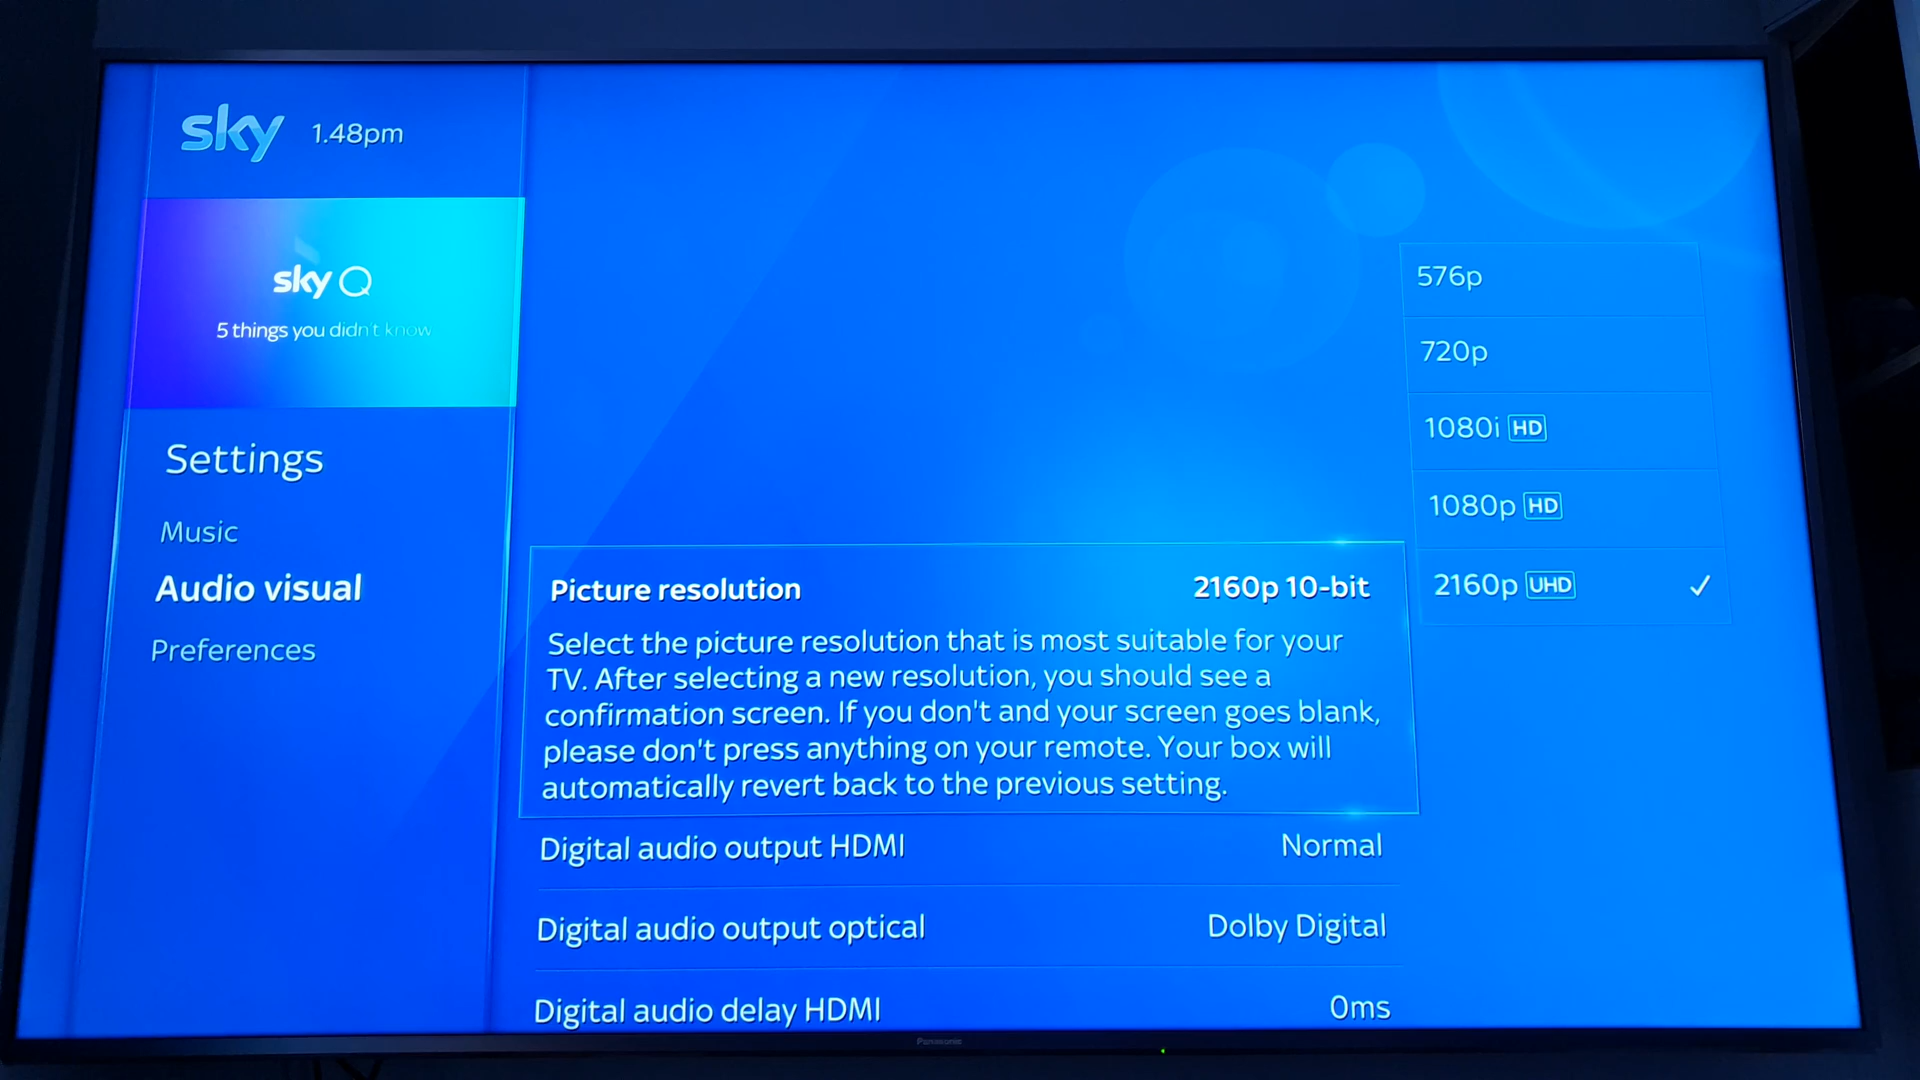 sky 1.48pm
sky Q
5 things you didn't know
Settings
Music
Audio visual
Preferences
Picture resolution 2160p 10-bit
Select the picture resolution that is most suitable for your
TV. After selecting a new resolution, you should see a
confirmation screen. If you don't and your screen goes blank,
please don't press anything on your remote. Your box will
automatically revert back to the previous setting.
Digital audio output HDMI Normal
Digital audio output optical Dolby Digital
Digital audio delay HDMI 0ms
576p
720p
1080i HD
1080p HD
2160p UHD
Panasonic